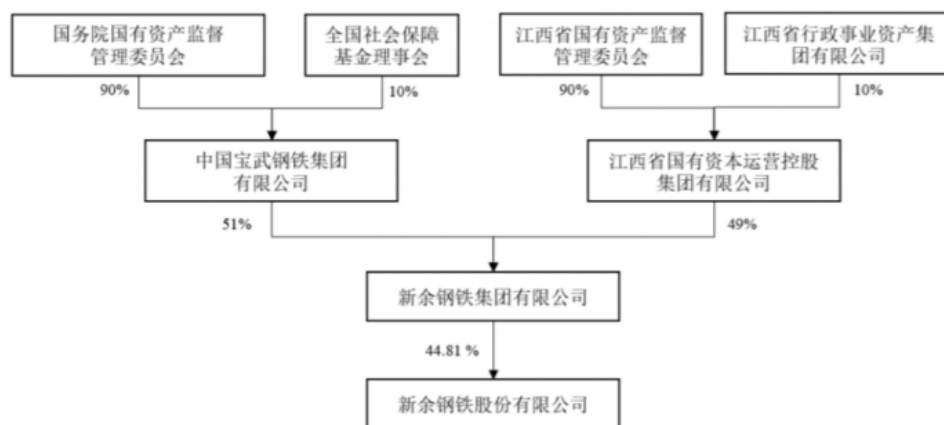 国务院国有资产监督
管理委员会
全国社会保障
基金理事会
江西省国有资产监督
管理委员会
江西省行政事业资产集
团有限公司
90%
10%
90%
10%
中国宝武钢铁集团
有限公司
江西省国有资本运营控股
集团有限公司
51%
49%
新余钢铁集团有限公司
44.81 %
新余钢铁股份有限公司